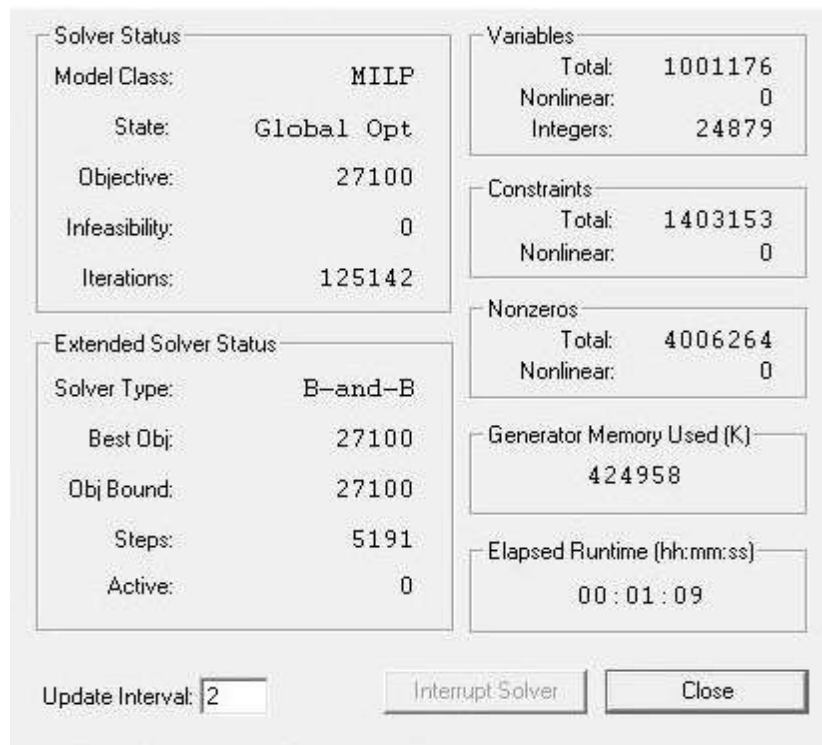 Solver Status
Model Class: MILP
State: Global Opt
Objective: 27100
Infeasibility: 0
Iterations: 125142
Extended Solver Status
Solver Type: B-and-B
Best Obj: 27100
Obj Bound: 27100
Steps: 5191
Active: 0
Variables
Total: 1001176
Nonlinear: 0
Integers: 24879
Constraints
Total: 1403153
Nonlinear: 0
Nonzeros
Total: 4006264
Nonlinear: 0
Generator Memory Used (K)
424958
Elapsed Runtime (hh:mm:ss)
00:01:09
Update Interval: 2
Interrupt Solver
Close